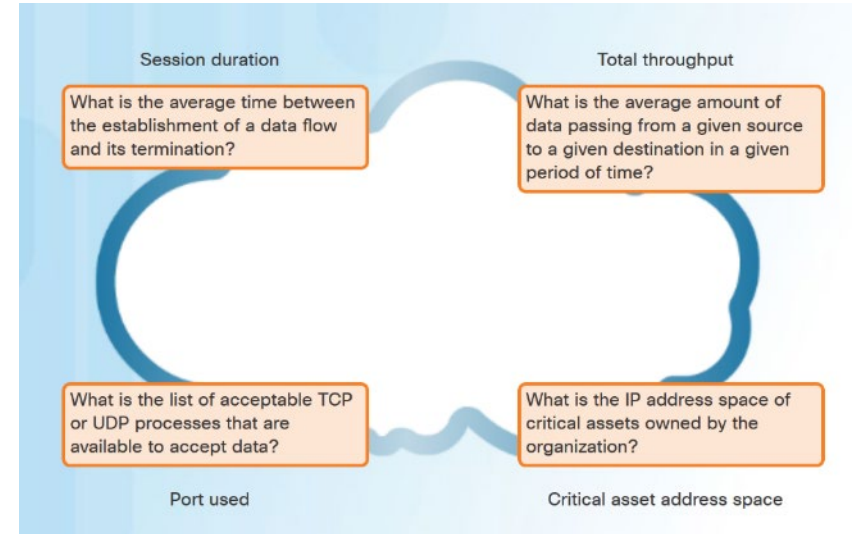 Session duration
What is the average time between
the establishment of a data flow
and its termination?
Total throughput
What is the average amount of
data passing from a given source
to a given destination in a given
period of time?
What is the list of acceptable TCP
or UDP processes that are
available to accept data?
Port used
What is the IP address space of
critical assets owned by the
organization?
Critical asset address space